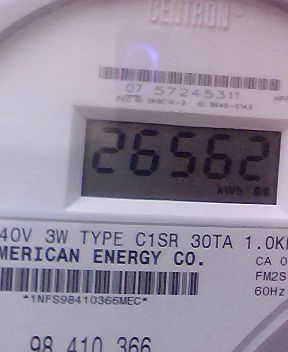 CENTRON
07 57245311
26562
kWh
40V 3W TYPE C1SR 30TA 1.0K
MERICAN ENERGY CO.
CA 0
FM2S
*1NFS98410366MEC*
60Hz
98 410 366